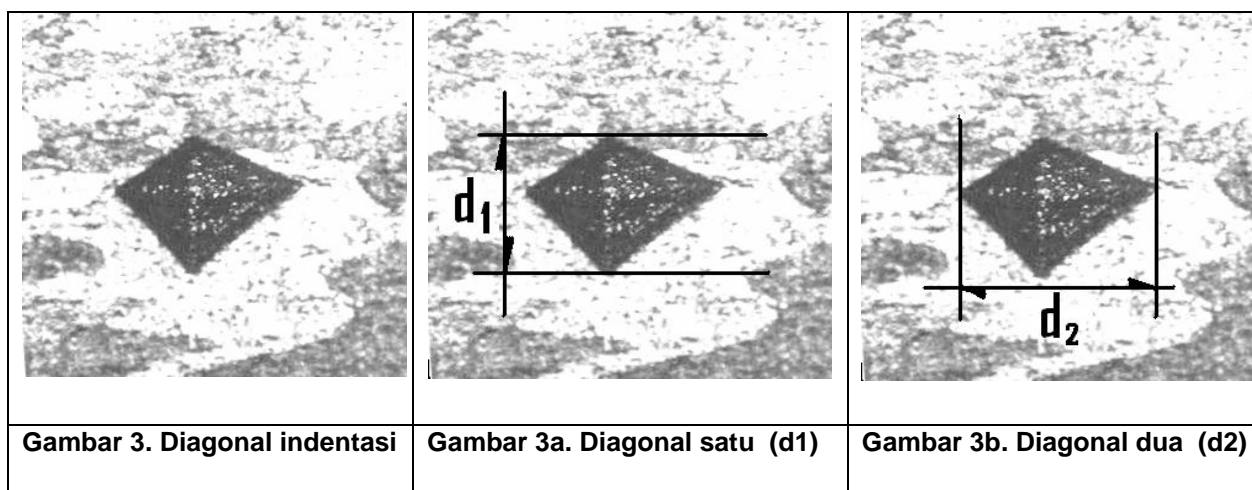 d1
d2
Gambar 3. Diagonal indentasi
Gambar 3a. Diagonal satu (d1)
Gambar 3b. Diagonal dua (d2)